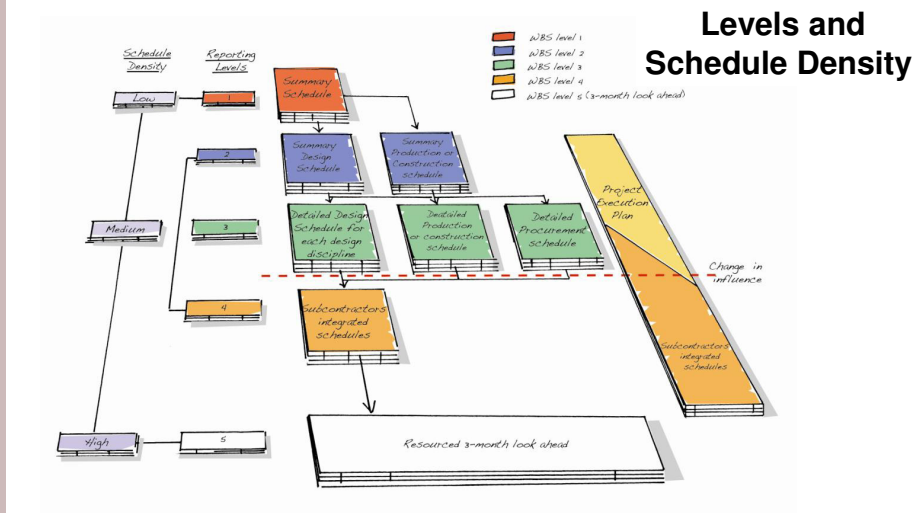 Levels and
Schedule Density
Schedule
Density
Reporting
Levels
WBS level 1
WBS level 2
WBS level 3
WBS level 4
WBS level 5 (3-month look ahead)
Low
1
Summary
Schedule
2
Summary
Design
Schedule
Summary
Production or
Construction
schedule
Project
Execution
Plan
Medium
3
Detailed Design
Schedule for
each design
discipline
Deatailed
Production
or construction
schedule
Detailed
Procurement
schedule
Change in
influence
4
Subcontractors
integrated
schedules
Subcontractors
integrated
schedules
High
5
Resourced 3-month look ahead